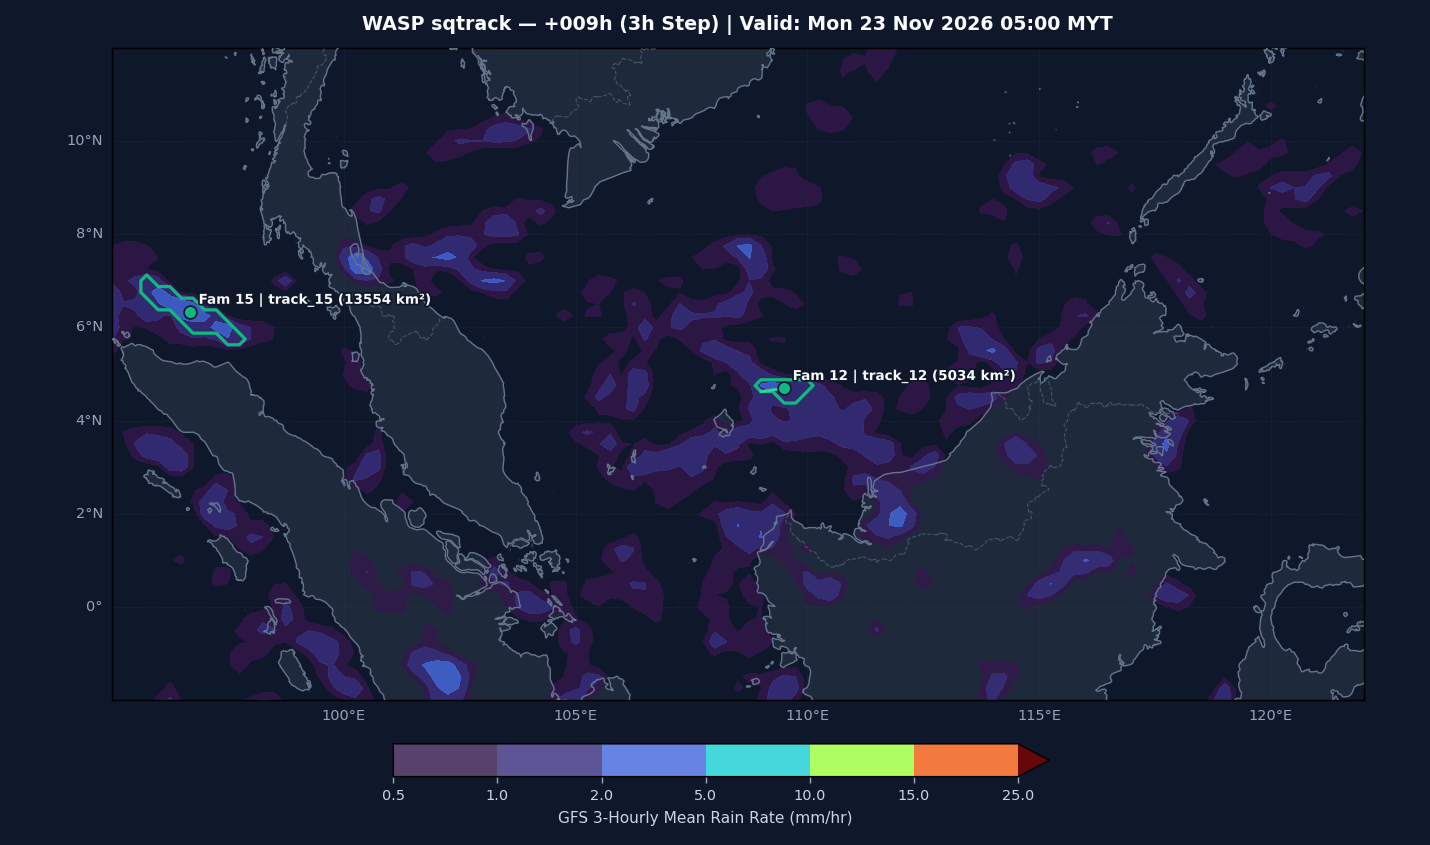 WASP sqtrack — +009h (3h Step) | Valid: Mon 23 Nov 2026 05:00 MYT
10°N
8°N
Fam 15 | track_15 (13554 km²)
6°N
Fam 12 | track_12 (5034 km²)
4°N
2°N
0°
100°E 105°E 110°E 115°E 120°E
0.5 1.0 2.0 5.0 10.0 15.0 25.0
GFS 3-Hourly Mean Rain Rate (mm/hr)